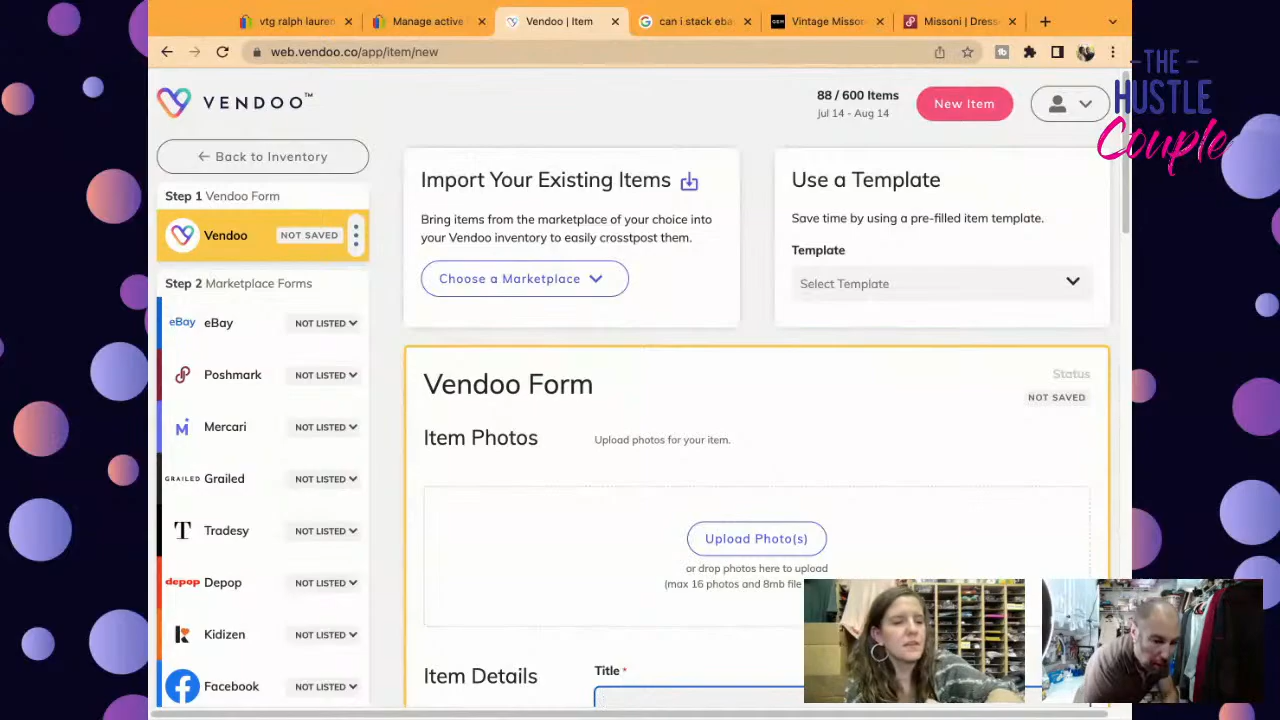 vtg ralph lauren
Manage active
Vendoo | Item
can i stack eba
Vintage Misson
Missoni | Dress
web.vendoo.co/app/item/new
THE
HUSTLE
Couple
VENDOO™
88 / 600 Items
Jul 14 - Aug 14
New Item
Back to Inventory
Step 1 Vendoo Form
Vendoo NOT SAVED
Step 2 Marketplace Forms
eBay eBay NOT LISTED
Poshmark NOT LISTED
Mercari NOT LISTED
GRAILED Grailed NOT LISTED
T Tradesy NOT LISTED
depop Depop NOT LISTED
Kidizen NOT LISTED
Facebook NOT LISTED
Import Your Existing Items
Bring items from the marketplace of your choice into
your Vendoo inventory to easily crosstpost them.
Choose a Marketplace
Use a Template
Save time by using a pre-filled item template.
Template
Select Template
Vendoo Form
Status
NOT SAVED
Item Photos
Upload photos for your item.
Upload Photo(s)
or drop photos here to upload
(max 16 photos and 8mb file
Item Details
Title *